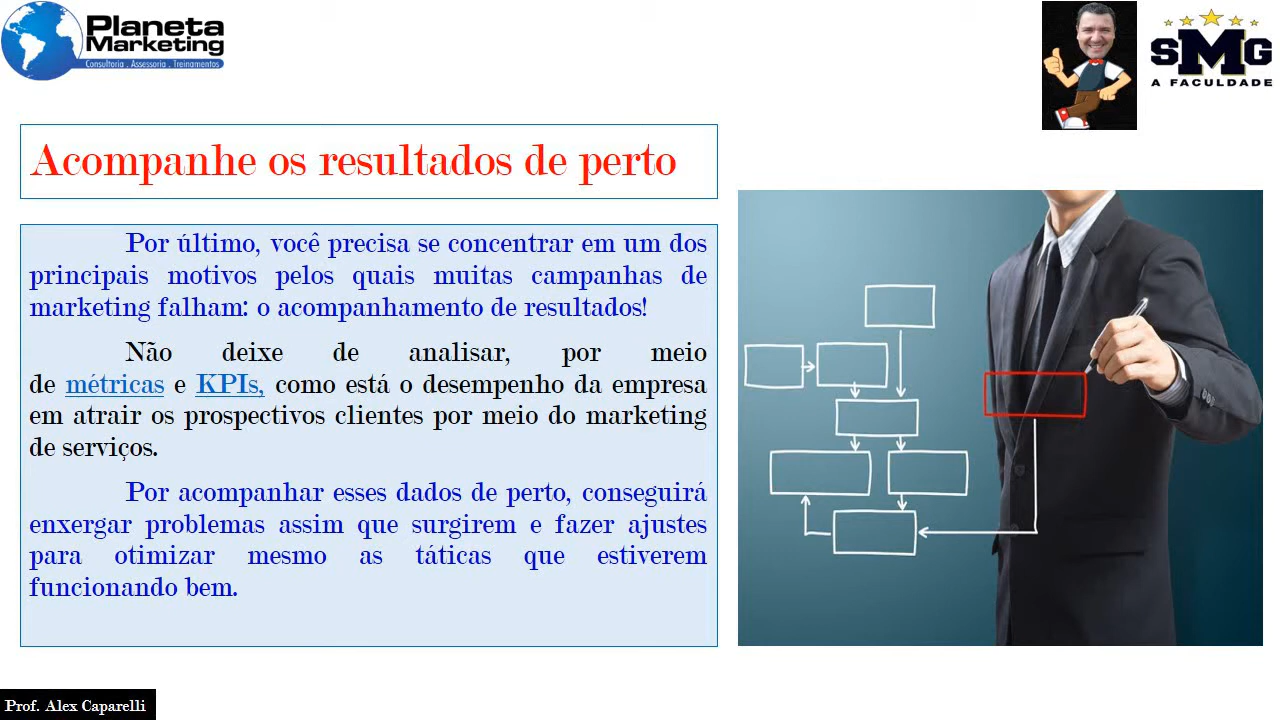 Planeta
Marketing
Consultoria . Assessoria . Treinamentos
SMG
A FACULDADE
Acompanhe os resultados de perto
Por último, você precisa se concentrar em um dos
principais motivos pelos quais muitas campanhas de
marketing falham: o acompanhamento de resultados!
Não deixe de analisar, por meio
de métricas e KPIs, como está o desempenho da empresa
em atrair os prospectivos clientes por meio do marketing
de serviços.
Por acompanhar esses dados de perto, conseguirá
enxergar problemas assim que surgirem e fazer ajustes
para otimizar mesmo as táticas que estiverem
funcionando bem.
Prof. Alex Caparelli